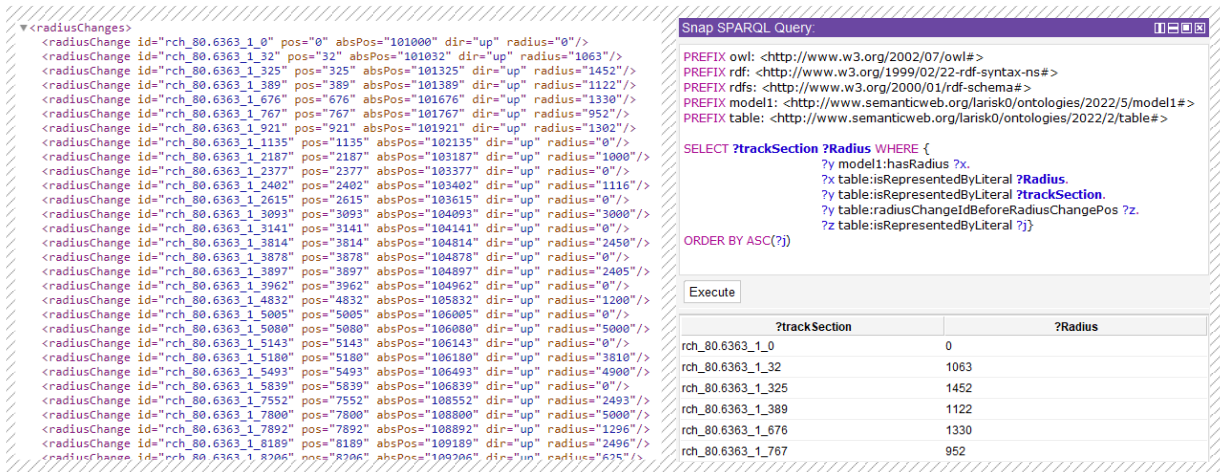 ▼<radiusChanges>
<radiusChange id="rch_80.6363_1_0" pos="0" absPos="101000" dir="up" radius="0"/>
<radiusChange id="rch_80.6363_1_32" pos="32" absPos="101032" dir="up" radius="1063"/>
<radiusChange id="rch_80.6363_1_325" pos="325" absPos="101325" dir="up" radius="1452"/>
<radiusChange id="rch_80.6363_1_389" pos="389" absPos="101389" dir="up" radius="1122"/>
<radiusChange id="rch_80.6363_1_676" pos="676" absPos="101676" dir="up" radius="1330"/>
<radiusChange id="rch_80.6363_1_767" pos="767" absPos="101767" dir="up" radius="952"/>
<radiusChange id="rch_80.6363_1_921" pos="921" absPos="101921" dir="up" radius="1302"/>
<radiusChange id="rch_80.6363_1_1135" pos="1135" absPos="102135" dir="up" radius="0"/>
<radiusChange id="rch_80.6363_1_2187" pos="2187" absPos="103187" dir="up" radius="1000"/>
<radiusChange id="rch_80.6363_1_2377" pos="2377" absPos="103377" dir="up" radius="0"/>
<radiusChange id="rch_80.6363_1_2402" pos="2402" absPos="103402" dir="up" radius="1116"/>
<radiusChange id="rch_80.6363_1_2615" pos="2615" absPos="103615" dir="up" radius="0"/>
<radiusChange id="rch_80.6363_1_3093" pos="3093" absPos="104093" dir="up" radius="3000"/>
<radiusChange id="rch_80.6363_1_3141" pos="3141" absPos="104141" dir="up" radius="0"/>
<radiusChange id="rch_80.6363_1_3814" pos="3814" absPos="104814" dir="up" radius="2450"/>
<radiusChange id="rch_80.6363_1_3878" pos="3878" absPos="104878" dir="up" radius="0"/>
<radiusChange id="rch_80.6363_1_3897" pos="3897" absPos="104897" dir="up" radius="2405"/>
<radiusChange id="rch_80.6363_1_3962" pos="3962" absPos="104962" dir="up" radius="0"/>
<radiusChange id="rch_80.6363_1_4832" pos="4832" absPos="105832" dir="up" radius="1200"/>
<radiusChange id="rch_80.6363_1_5005" pos="5005" absPos="106005" dir="up" radius="0"/>
<radiusChange id="rch_80.6363_1_5080" pos="5080" absPos="106080" dir="up" radius="5000"/>
<radiusChange id="rch_80.6363_1_5143" pos="5143" absPos="106143" dir="up" radius="0"/>
<radiusChange id="rch_80.6363_1_5180" pos="5180" absPos="106180" dir="up" radius="3810"/>
<radiusChange id="rch_80.6363_1_5493" pos="5493" absPos="106493" dir="up" radius="4900"/>
<radiusChange id="rch_80.6363_1_5839" pos="5839" absPos="106839" dir="up" radius="0"/>
<radiusChange id="rch_80.6363_1_7552" pos="7552" absPos="108552" dir="up" radius="2493"/>
<radiusChange id="rch_80.6363_1_7800" pos="7800" absPos="108800" dir="up" radius="5000"/>
<radiusChange id="rch_80.6363_1_7892" pos="7892" absPos="108892" dir="up" radius="1296"/>
<radiusChange id="rch_80.6363_1_8189" pos="8189" absPos="109189" dir="up" radius="2496"/>
<radiusChange id="rch_80.6363_1_8206" pos="8206" absPos="109206" dir="up" radius="625"/>
Snap SPARQL Query:
PREFIX owl: <http://www.w3.org/2002/07/owl#>
PREFIX rdf: <http://www.w3.org/1999/02/22-rdf-syntax-ns#>
PREFIX rdfs: <http://www.w3.org/2000/01/rdf-schema#>
PREFIX model1: <http://www.semanticweb.org/larisk0/ontologies/2022/5/model1#>
PREFIX table: <http://www.semanticweb.org/larisk0/ontologies/2022/2/table#>
SELECT ?trackSection ?Radius WHERE {
?y model1:hasRadius ?x.
?x table:isRepresentedByLiteral ?Radius.
?y table:isRepresentedByLiteral ?trackSection.
?y table:radiusChangeIdBeforeRadiusChangePos ?z.
?z table:isRepresentedByLiteral ?j}
ORDER BY ASC(?j)
Execute
?trackSection ?Radius
rch_80.6363_1_0 0
rch_80.6363_1_32 1063
rch_80.6363_1_325 1452
rch_80.6363_1_389 1122
rch_80.6363_1_676 1330
rch_80.6363_1_767 952